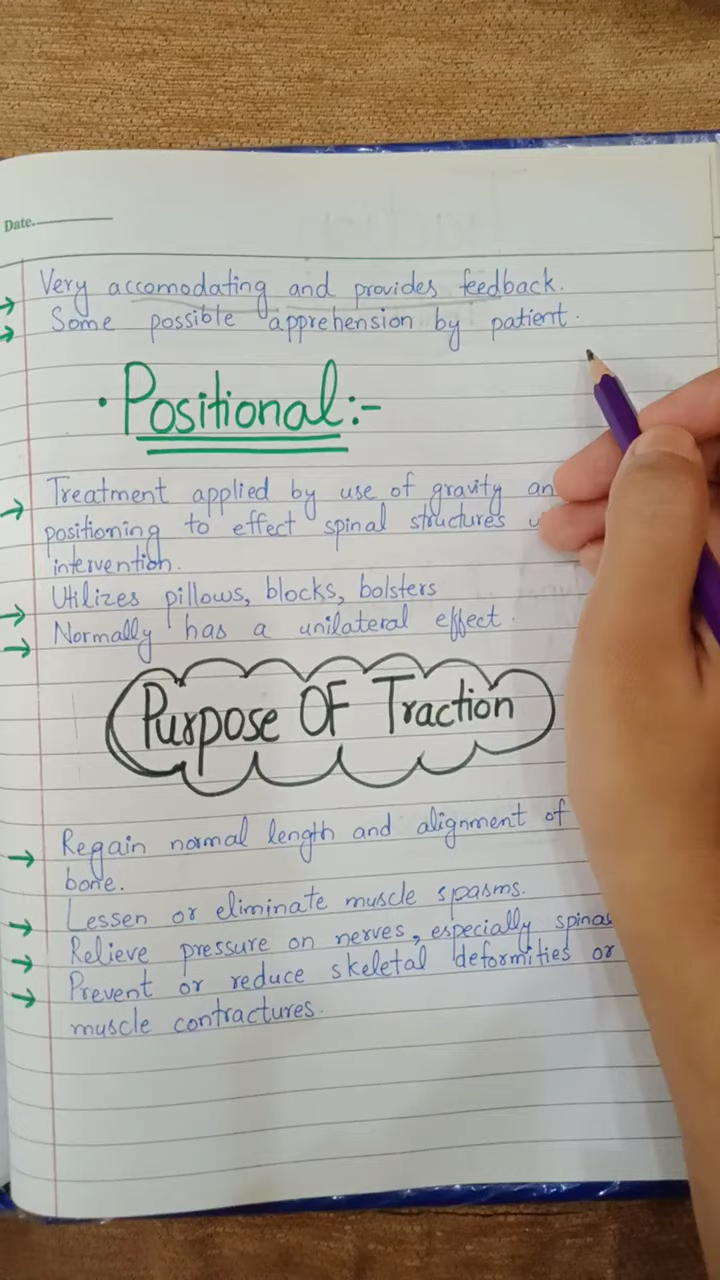 Date.
Very accomodating and provides feedback.
Some possible apprehension by patient.
• Positional:-
Treatment applied by use of gravity an
positioning to effect spinal structures
intervention.
Utilizes pillows, blocks, bolsters
Normally has a unilateral effect.
Purpose OF Traction
Regain normal length and alignment of
bone.
Lessen or eliminate muscle spasms.
Relieve pressure on nerves, especially
Prevent or reduce skeletal deformities or
muscle contractures.